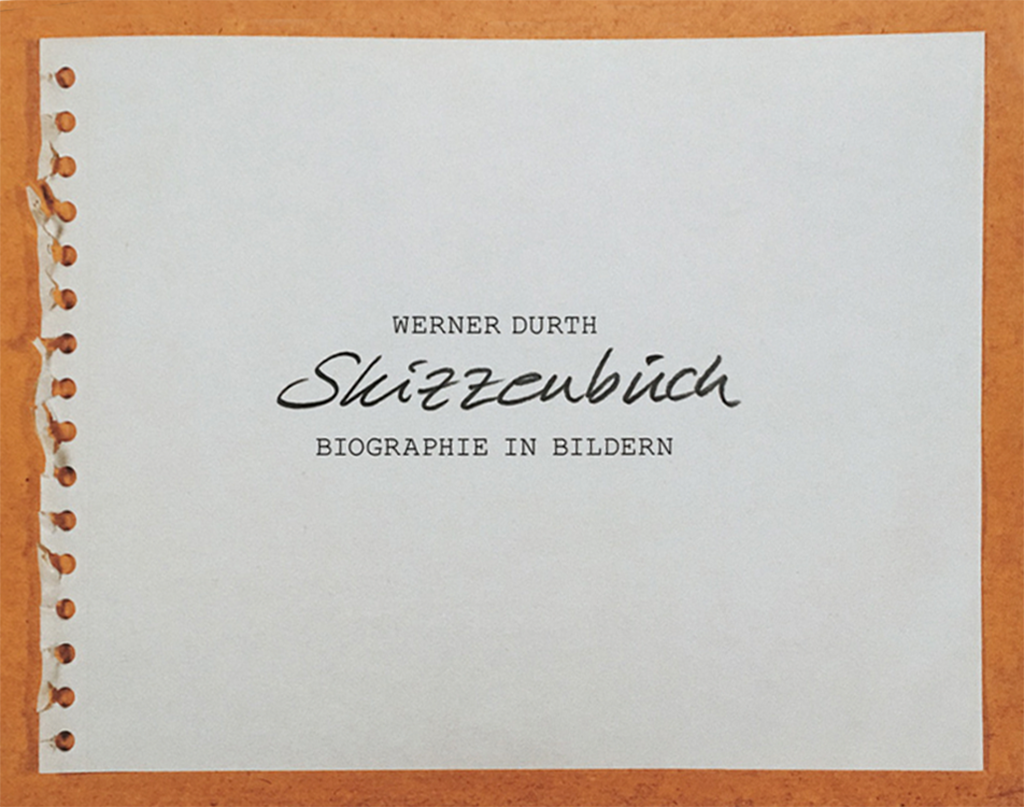 WERNER DURTH
Skizzenbuch
BIOGRAPHIE IN BILDERN